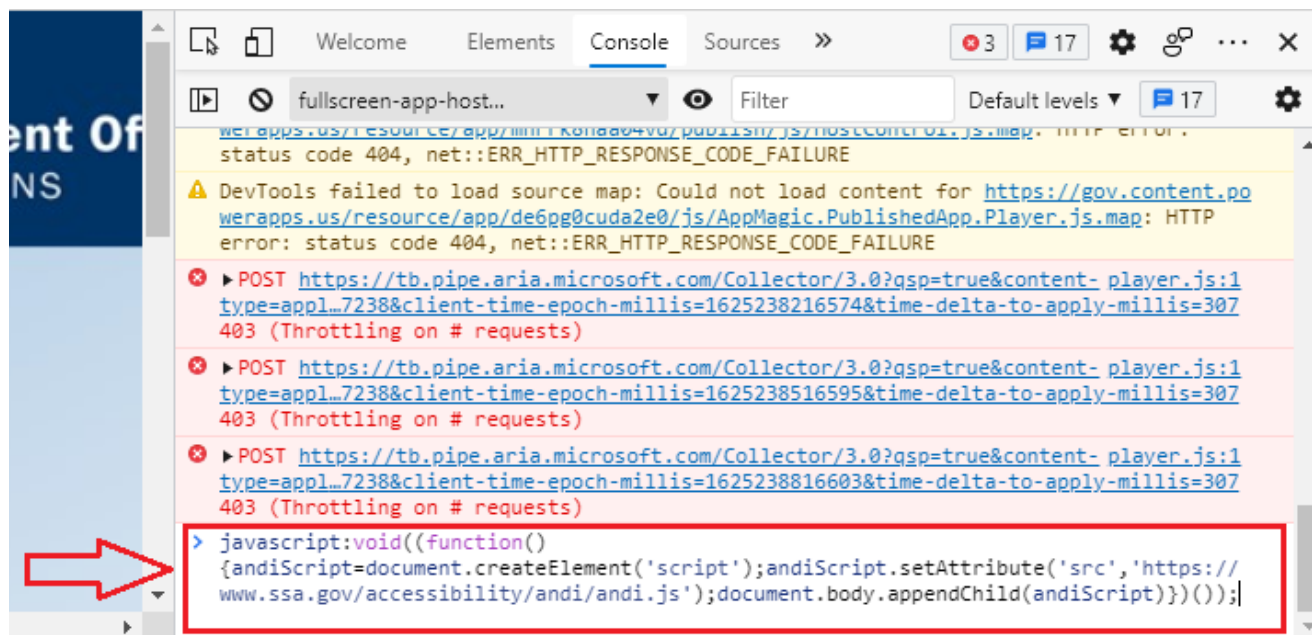 ent Of
NS
Welcome Elements Console Sources » 3 17
fullscreen-app-host... Filter Default levels 17
status code 404, net::ERR_HTTP_RESPONSE_CODE_FAILURE
DevTools failed to load source map: Could not load content for https://gov.content.po
werapps.us/resource/app/de6pg0cuda2e0/js/AppMagic.PublishedApp.Player.js.map: HTTP
error: status code 404, net::ERR_HTTP_RESPONSE_CODE_FAILURE
POST https://tb.pipe.aria.microsoft.com/Collector/3.0?qsp=true&content- player.js:1
type=appl…7238&client-time-epoch-millis=1625238216574&time-delta-to-apply-millis=307
403 (Throttling on # requests)
POST https://tb.pipe.aria.microsoft.com/Collector/3.0?qsp=true&content- player.js:1
type=appl…7238&client-time-epoch-millis=1625238516595&time-delta-to-apply-millis=307
403 (Throttling on # requests)
POST https://tb.pipe.aria.microsoft.com/Collector/3.0?qsp=true&content- player.js:1
type=appl…7238&client-time-epoch-millis=1625238816603&time-delta-to-apply-millis=307
403 (Throttling on # requests)
> javascript:void((function()
{andiScript=document.createElement('script');andiScript.setAttribute('src','https://
www.ssa.gov/accessibility/andi/andi.js');document.body.appendChild(andiScript)})());